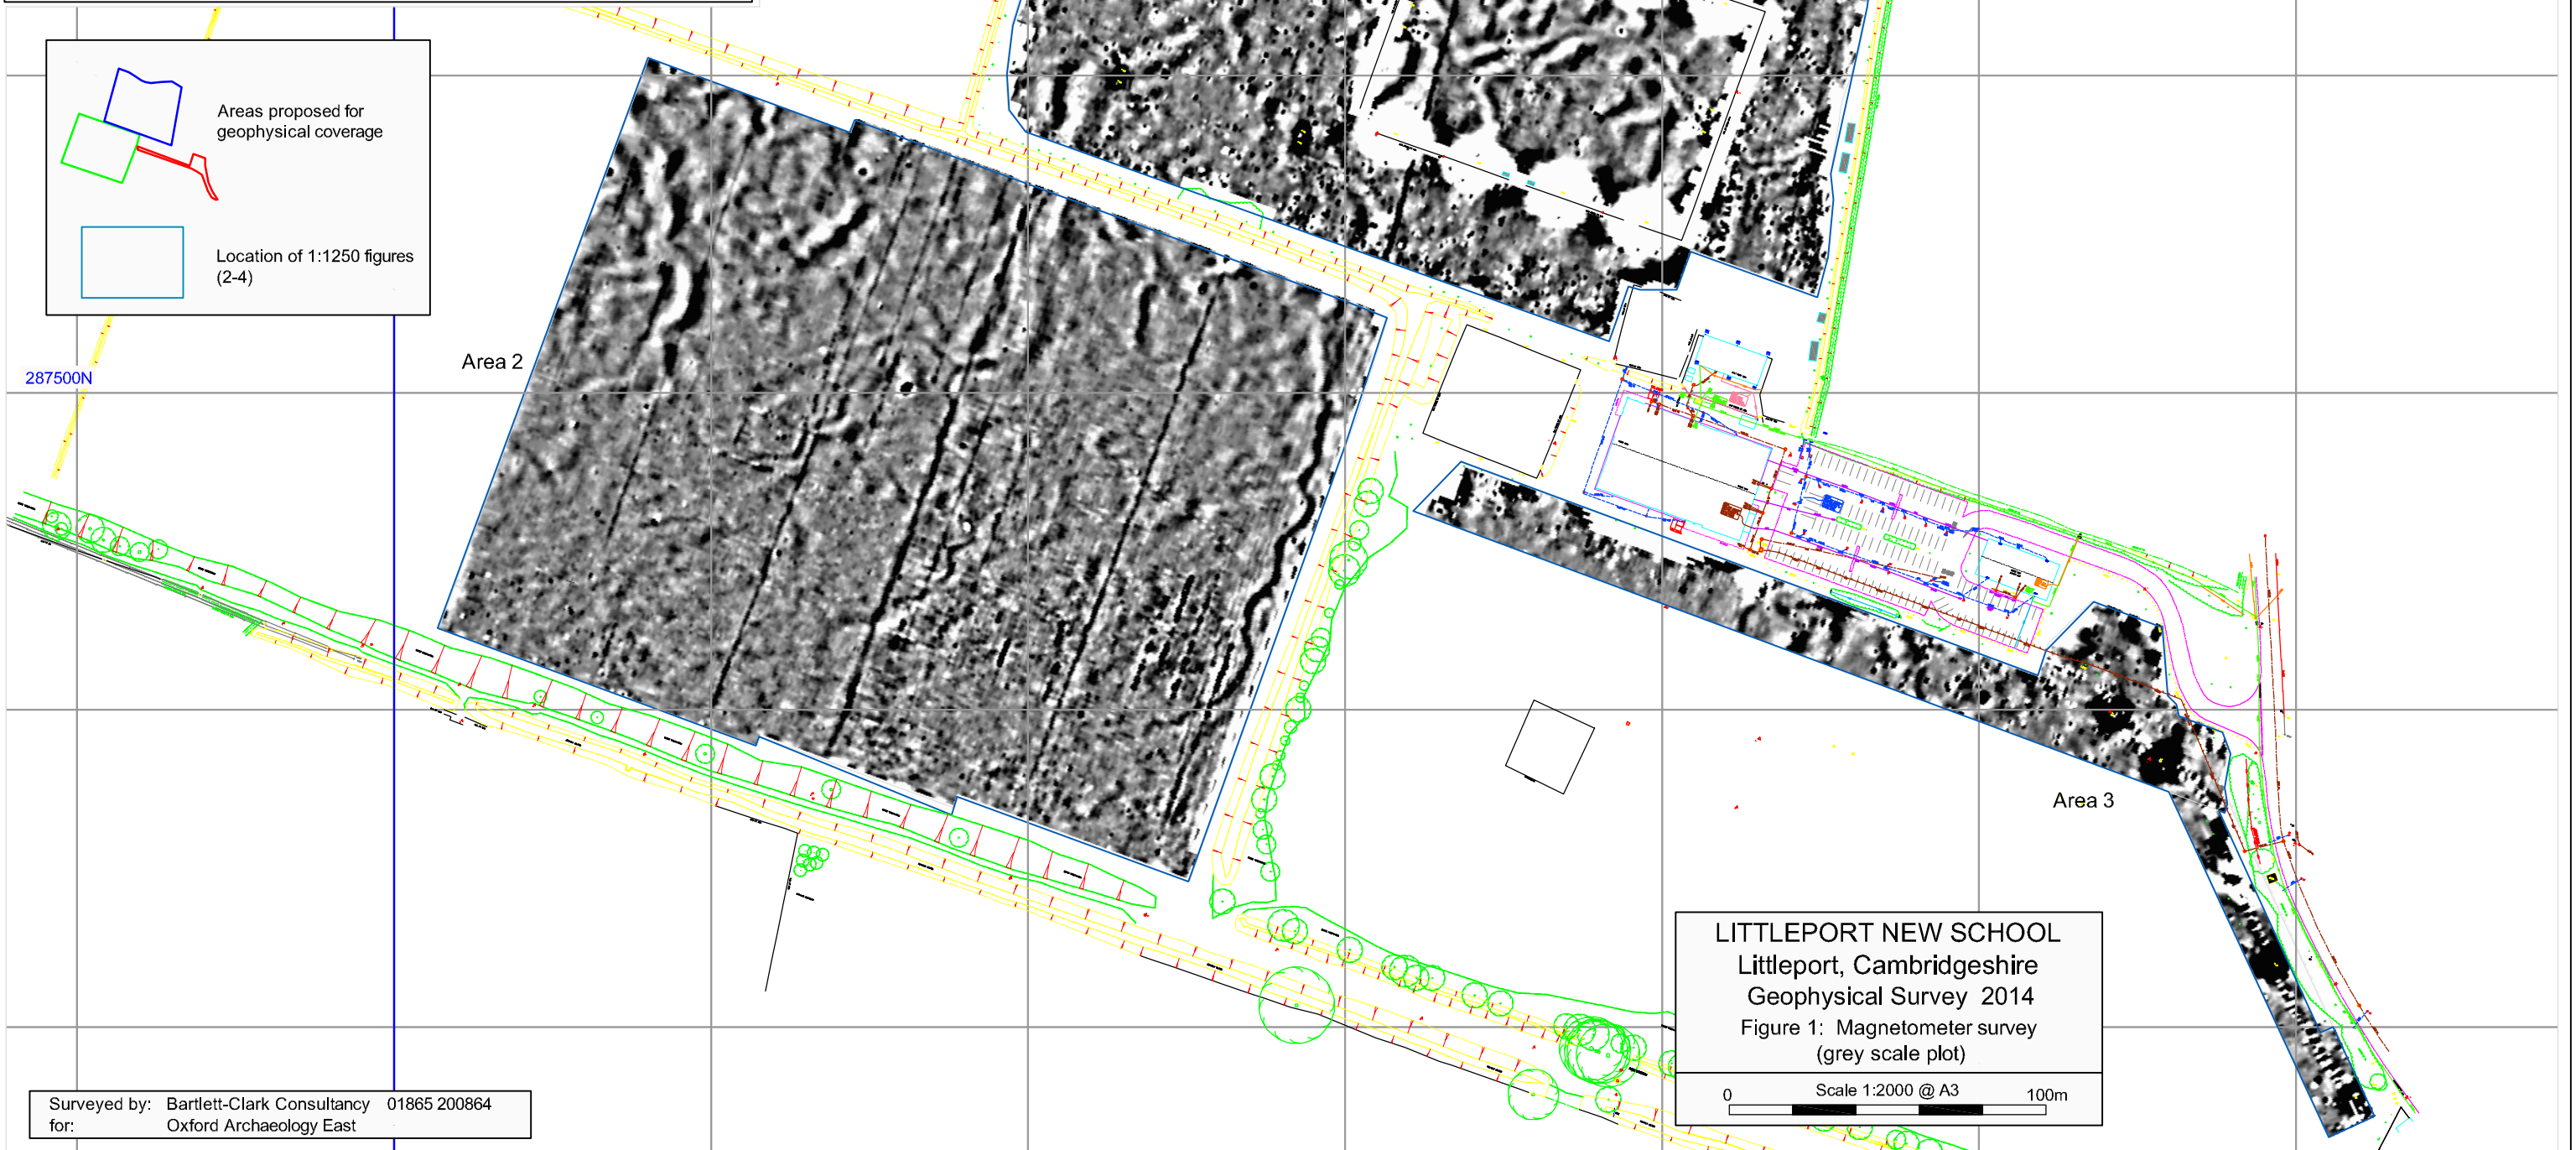 Areas proposed for
geophysical coverage
Location of 1:1250 figures
(2-4)
Area 2
287500N
Area 3
LITTLEPORT NEW SCHOOL
Littleport, Cambridgeshire
Geophysical Survey 2014
Figure 1: Magnetometer survey
(grey scale plot)
Scale 1:2000 @ A3
0 100m
Surveyed by: Bartlett-Clark Consultancy 01865 200864
for: Oxford Archaeology East